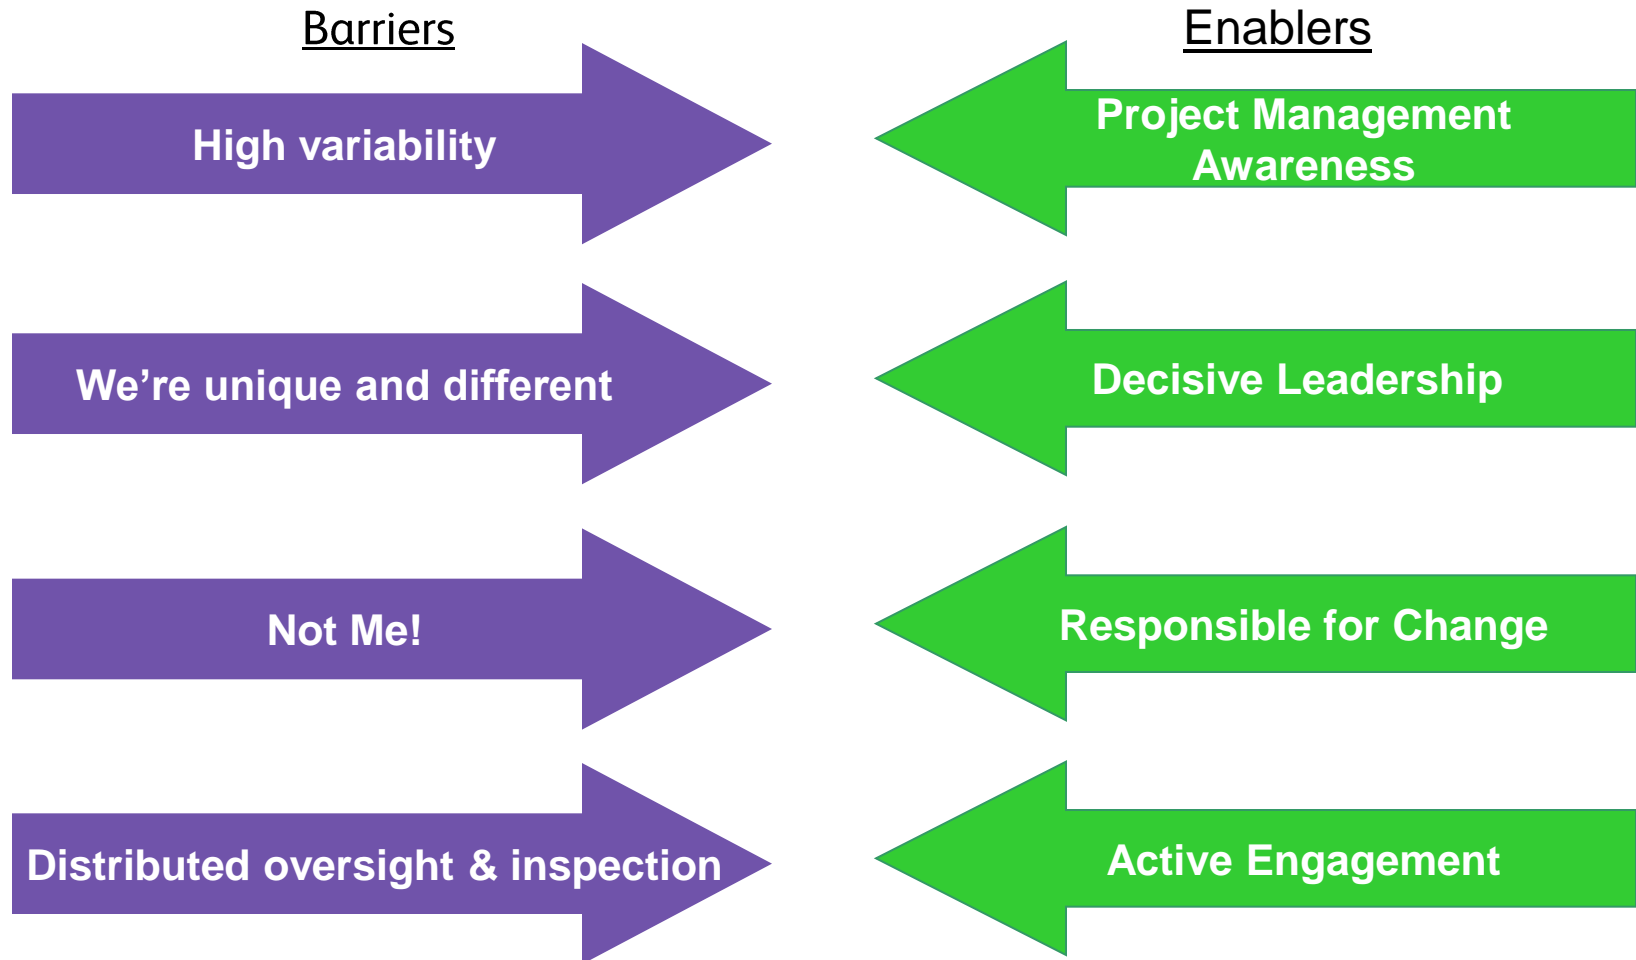 Barriers
Enablers
High variability
Project Management
Awareness
We’re unique and different
Decisive Leadership
Not Me!
Responsible for Change
Distributed oversight & inspection
Active Engagement